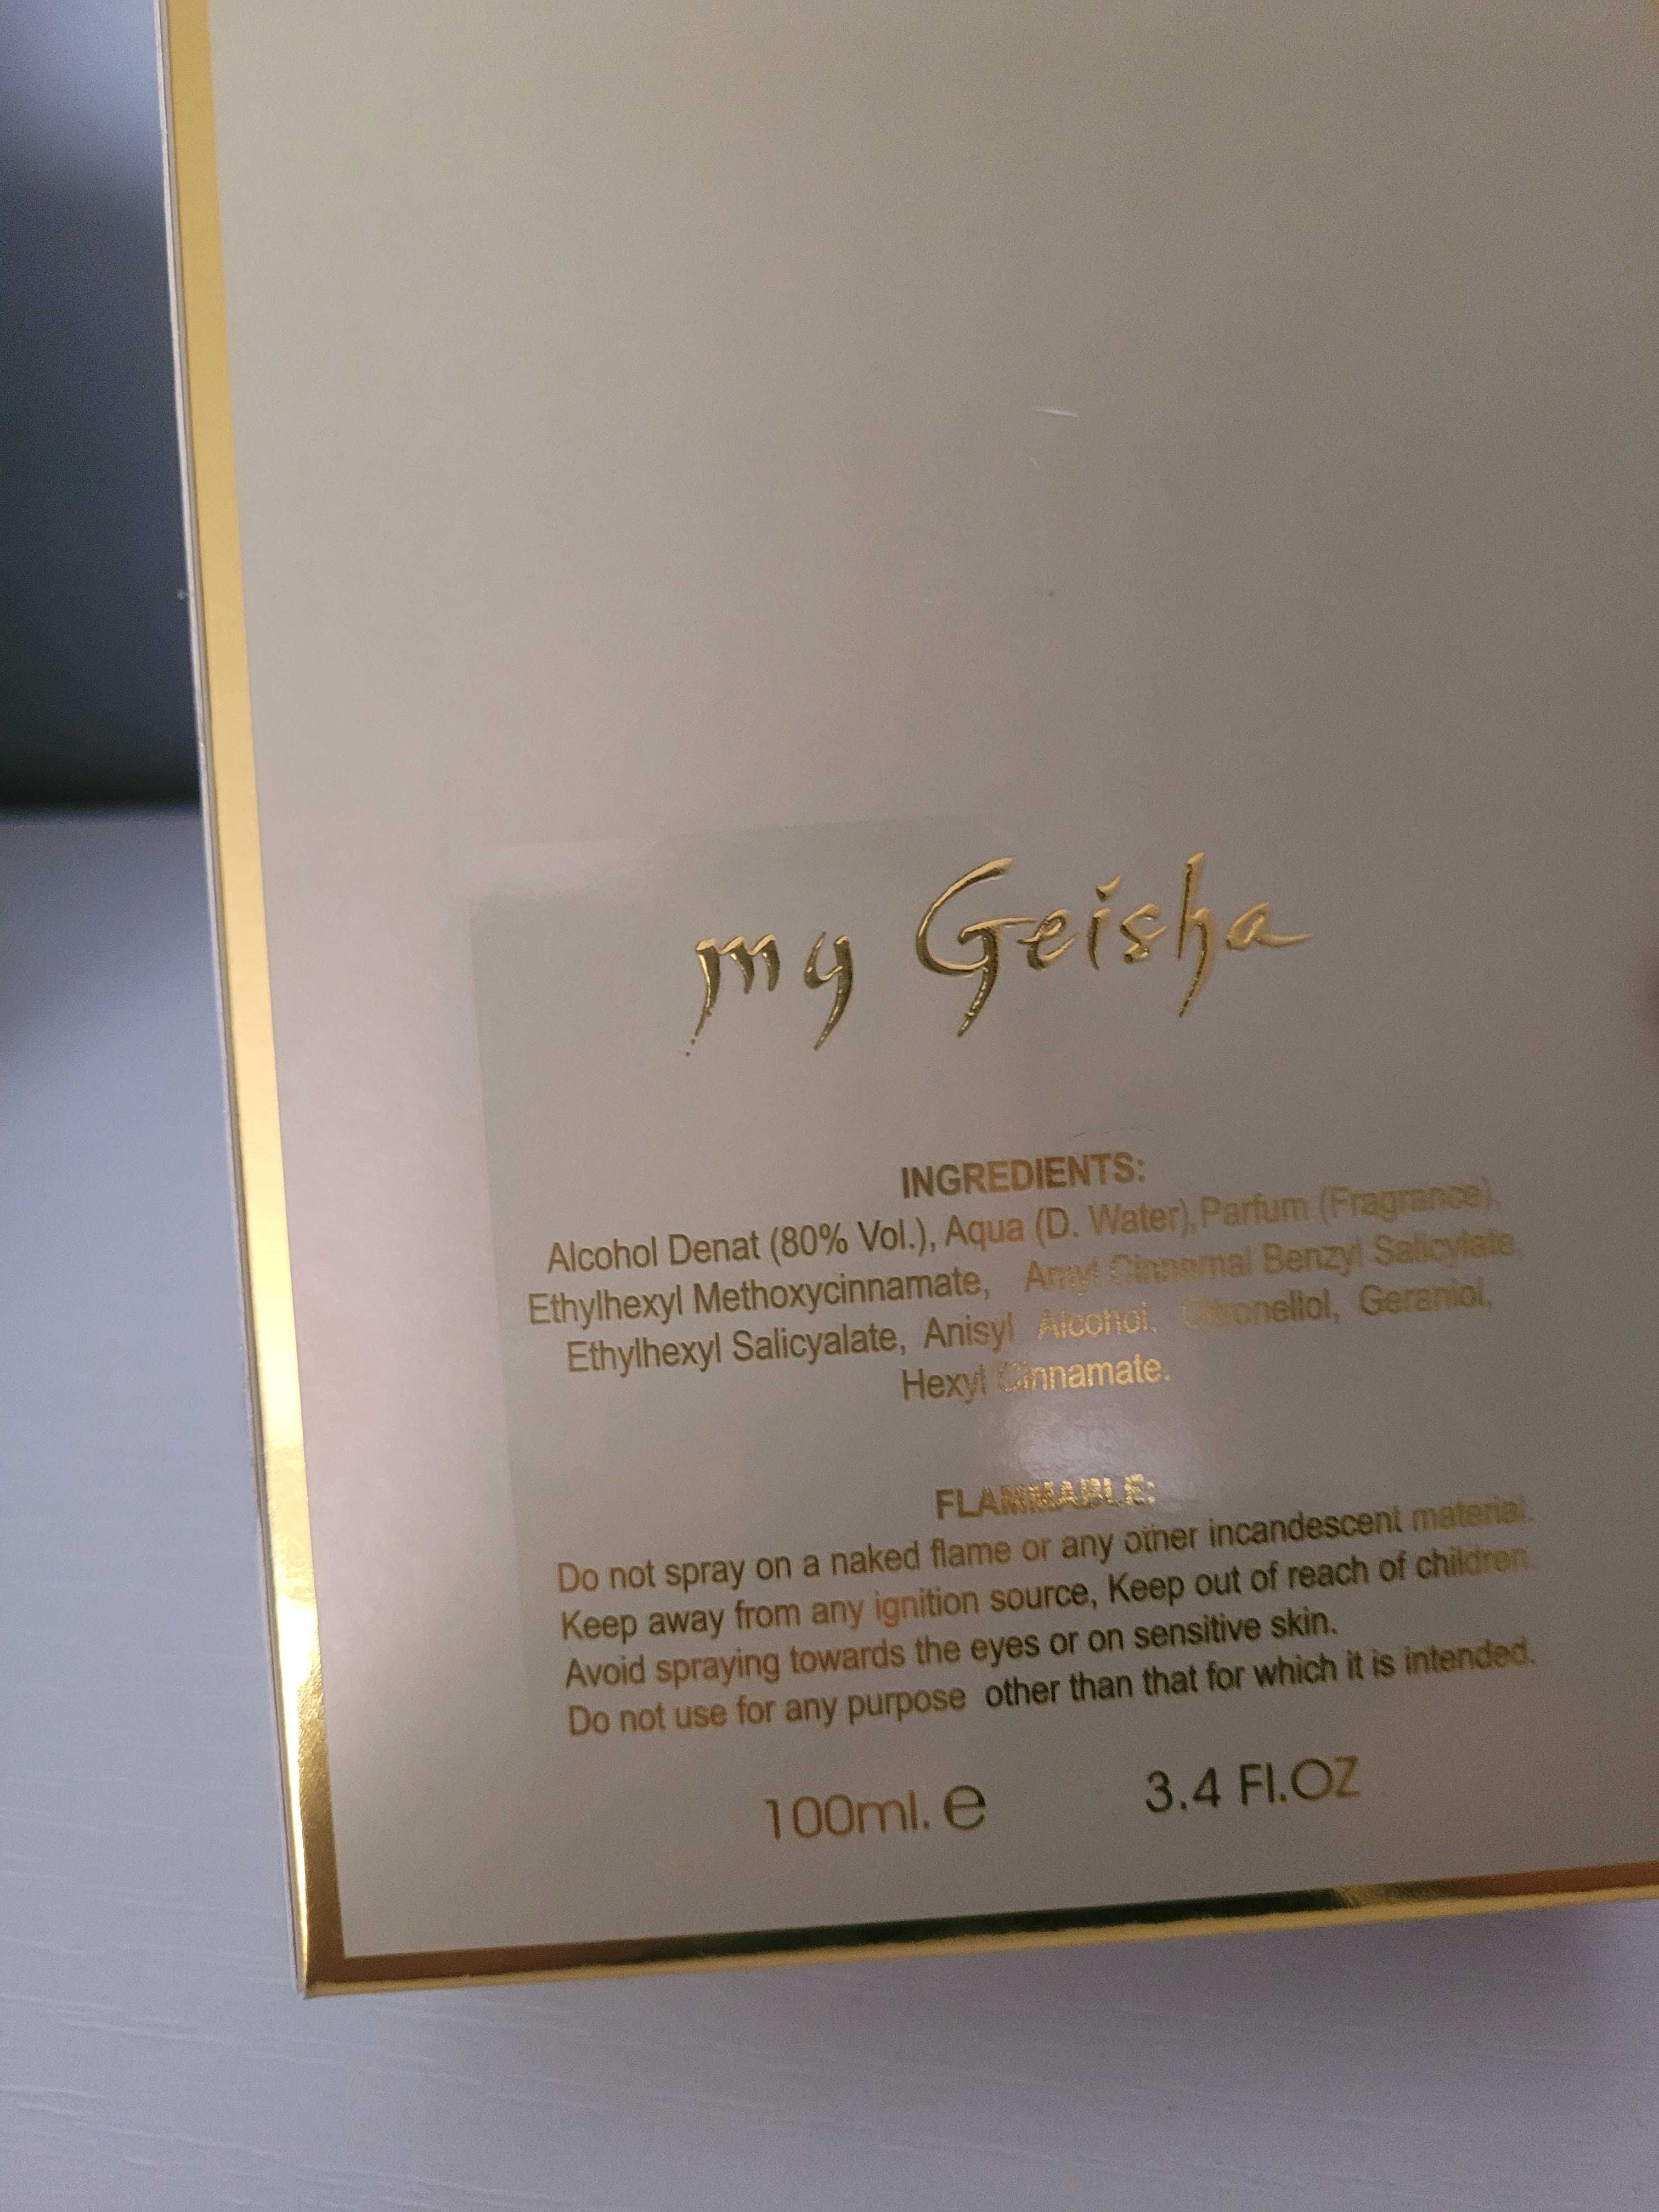 my Geisha
INGREDIENTS:
Alcohol Denat (80% Vol.), Aqua (D. Water),Parfum (Fragrance),
Ethylhexyl Methoxycinnamate, Amyl Cinnamal Benzyl Salicylate,
Ethylhexyl Salicyalate, Anisyl Alcohol, Citronellol, Geraniol,
Hexyl Cinnamate.
FLAMMABLE:
Do not spray on a naked flame or any other incandescent material.
Keep away from any ignition source, Keep out of reach of children.
Avoid spraying towards the eyes or on sensitive skin.
Do not use for any purpose other than that for which it is intended.
100ml. e 3.4 Fl.OZ